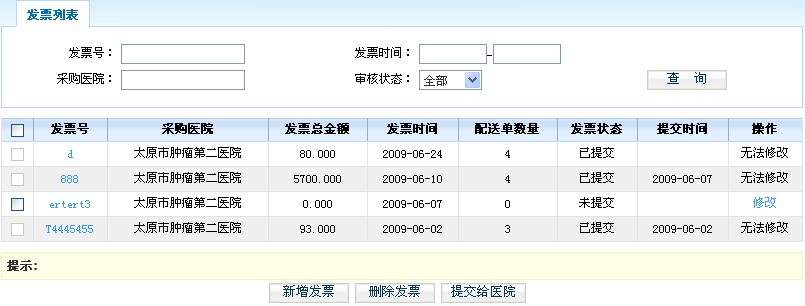 发票列表
发票号： 发票时间： -
采购医院： 审核状态： 全部 查 询
发票号 采购医院 发票总金额 发票时间 配送单数量 发票状态 提交时间 操作
d 太原市肿瘤第二医院 80.000 2009-06-24 4 已提交 无法修改
888 太原市肿瘤第二医院 5700.000 2009-06-10 4 已提交 2009-06-07 无法修改
ertert3 太原市肿瘤第二医院 0.000 2009-06-07 0 未提交 修改
T4445455 太原市肿瘤第二医院 93.000 2009-06-02 3 已提交 2009-06-02 无法修改
提示：
新增发票 删除发票 提交给医院